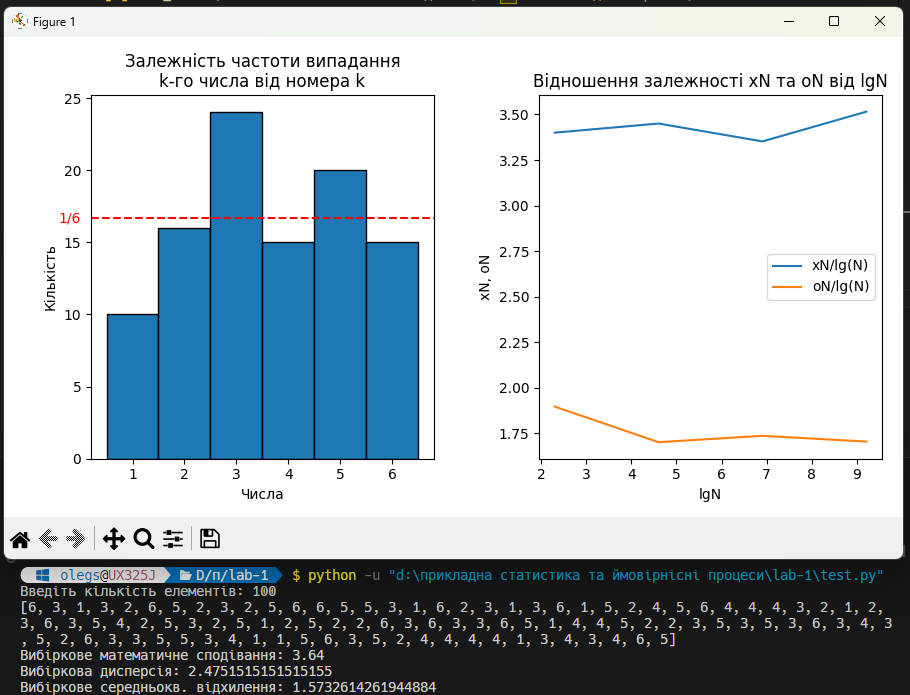 Figure 1
Залежність частоти випадання
k-го числа від номера k
25
20
15
10
5
0
1/6
Кількість
1 2 3 4 5 6
Числа
Відношення залежності xN та oN від lgN
3.50
3.25
3.00
2.75
2.50
2.25
2.00
1.75
xN, oN
xN/lg(N)
oN/lg(N)
2 3 4 5 6 7 8 9
lgN
olegs@UX325J D/п/lab-1 $ python -u "d:\прикладна статистика та ймовірнісні процеси\lab-1\test.py"
Введіть кількість елементів: 100
[6, 3, 1, 3, 2, 6, 5, 2, 3, 2, 5, 6, 6, 5, 5, 3, 1, 6, 2, 3, 1, 3, 6, 1, 5, 2, 4, 5, 6, 4, 4, 4, 3, 2, 1, 2,
3, 6, 3, 5, 4, 2, 5, 3, 2, 5, 1, 2, 5, 2, 2, 6, 3, 6, 3, 3, 6, 5, 1, 4, 4, 5, 2, 2, 3, 5, 3, 5, 3, 6, 3, 4, 3
, 5, 2, 6, 3, 3, 5, 5, 3, 4, 1, 1, 5, 6, 3, 5, 2, 4, 4, 4, 4, 1, 3, 4, 3, 4, 6, 5]
Вибіркове математичне сподівання: 3.64
Вибіркова дисперсія: 2.4751515151515155
Вибіркове середньокв. відхилення: 1.5732614261944884